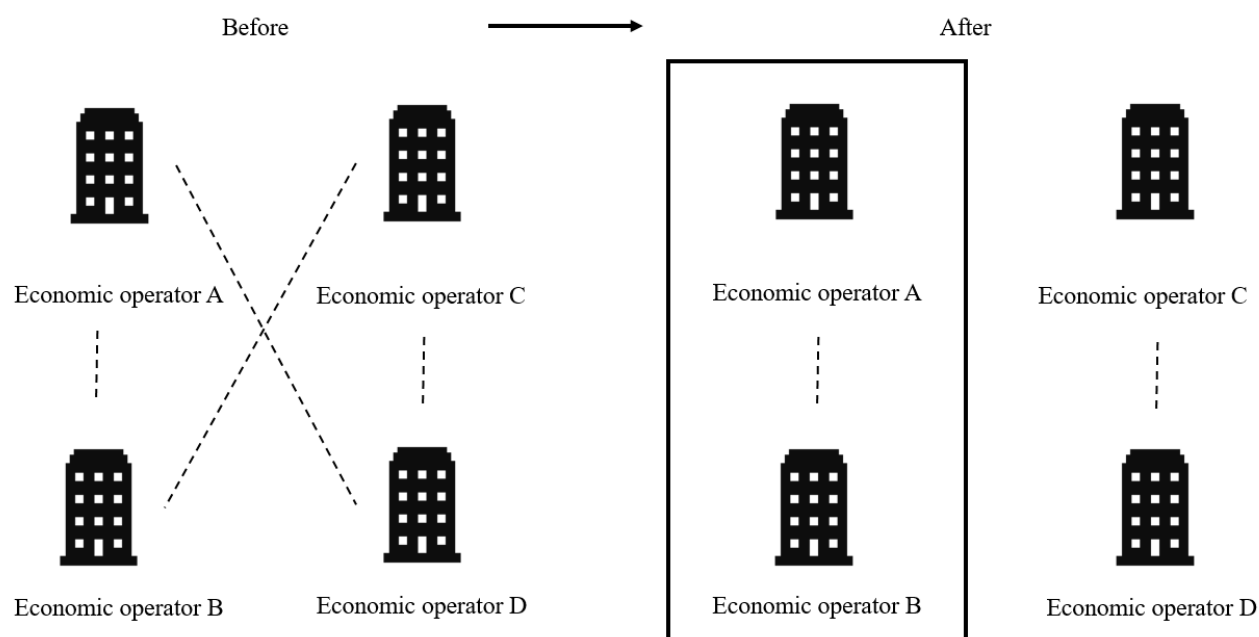 Before
After
Economic operator A
Economic operator C
Economic operator A
Economic operator C
Economic operator B
Economic operator D
Economic operator B
Economic operator D